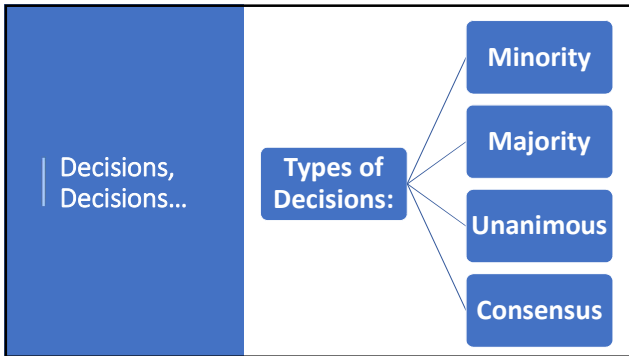 Decisions,
Decisions…
Types of
Decisions:
Minority
Majority
Unanimous
Consensus